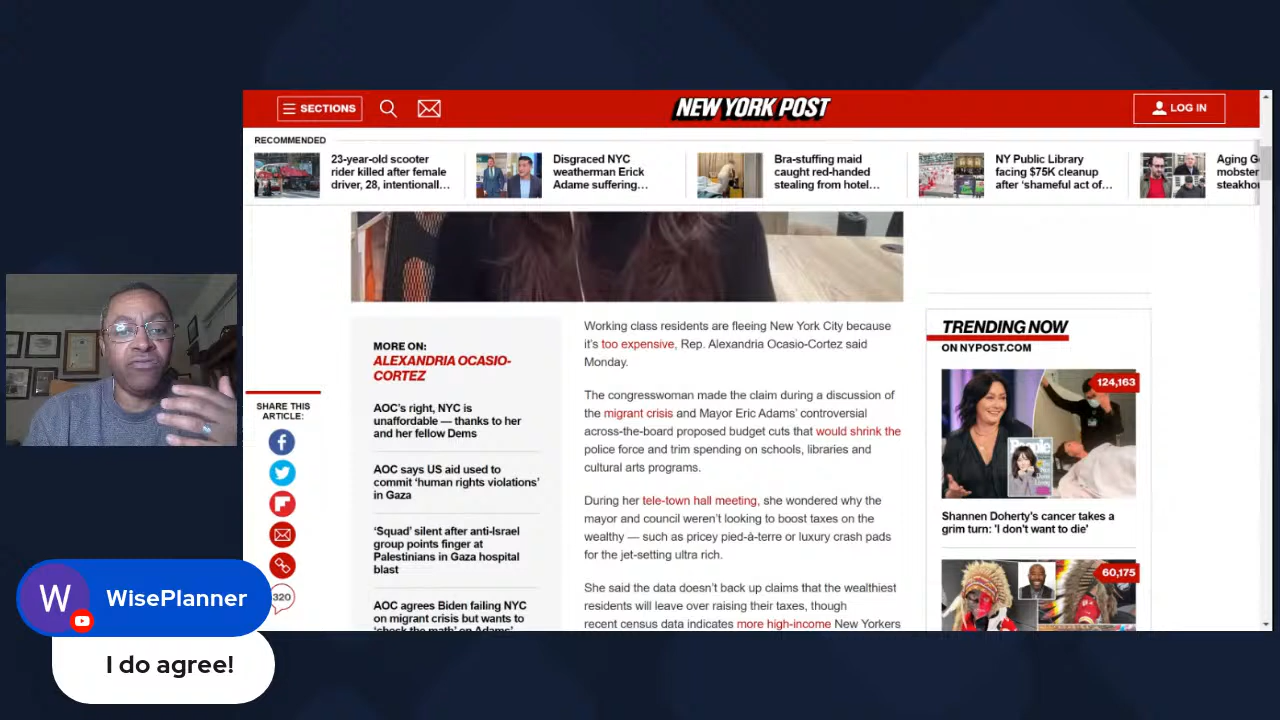 SECTIONS
NEW YORK POST
LOG IN
RECOMMENDED
23-year-old scooter
rider killed after female
driver, 28, intentionall...
Disgraced NYC
weatherman Erick
Adame suffering...
Bra-stuffing maid
caught red-handed
stealing from hotel...
NY Public Library
facing $75K cleanup
after ‘shameful act of...
Aging G
mobster
steakhou
MORE ON:
ALEXANDRIA OCASIO-
CORTEZ
AOC’s right, NYC is
unaffordable — thanks to her
and her fellow Dems
AOC says US aid used to
commit ‘human rights violations’
in Gaza
‘Squad’ silent after anti-Israel
group points finger at
Palestinians in Gaza hospital
blast
AOC agrees Biden failing NYC
on migrant crisis but wants to
‘check the math’ on Adams’
SHARE THIS
ARTICLE:
320
Working class residents are fleeing New York City because
it’s too expensive, Rep. Alexandria Ocasio-Cortez said
Monday.
The congresswoman made the claim during a discussion of
the migrant crisis and Mayor Eric Adams’ controversial
across-the-board proposed budget cuts that would shrink the
police force and trim spending on schools, libraries and
cultural arts programs.
During her tele-town hall meeting, she wondered why the
mayor and council weren’t looking to boost taxes on the
wealthy — such as pricey pied-à-terre or luxury crash pads
for the jet-setting ultra rich.
She said the data doesn’t back up claims that the wealthiest
residents will leave over raising their taxes, though
recent census data indicates more high-income New Yorkers
TRENDING NOW
ON NYPOST.COM
124,163
People
Shannen Doherty’s cancer takes a
grim turn: ‘I don’t want to die’
60,175
W
WisePlanner
I do agree!